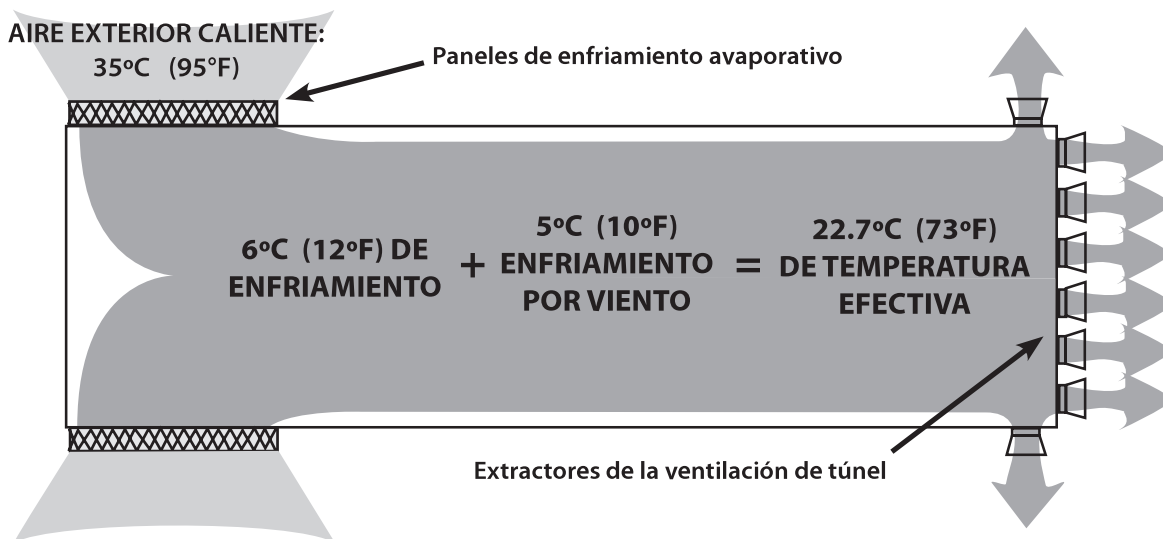 AIRE EXTERIOR CALIENTE:
35ºC (95°F)
Paneles de enfriamiento avaporativo
6ºC (12ºF) DE
ENFRIAMIENTO
+
5ºC (10ºF)
ENFRIAMIENTO
POR VIENTO
=
22.7ºC (73ºF)
DE TEMPERATURA
EFECTIVA
Extractores de la ventilación de túnel